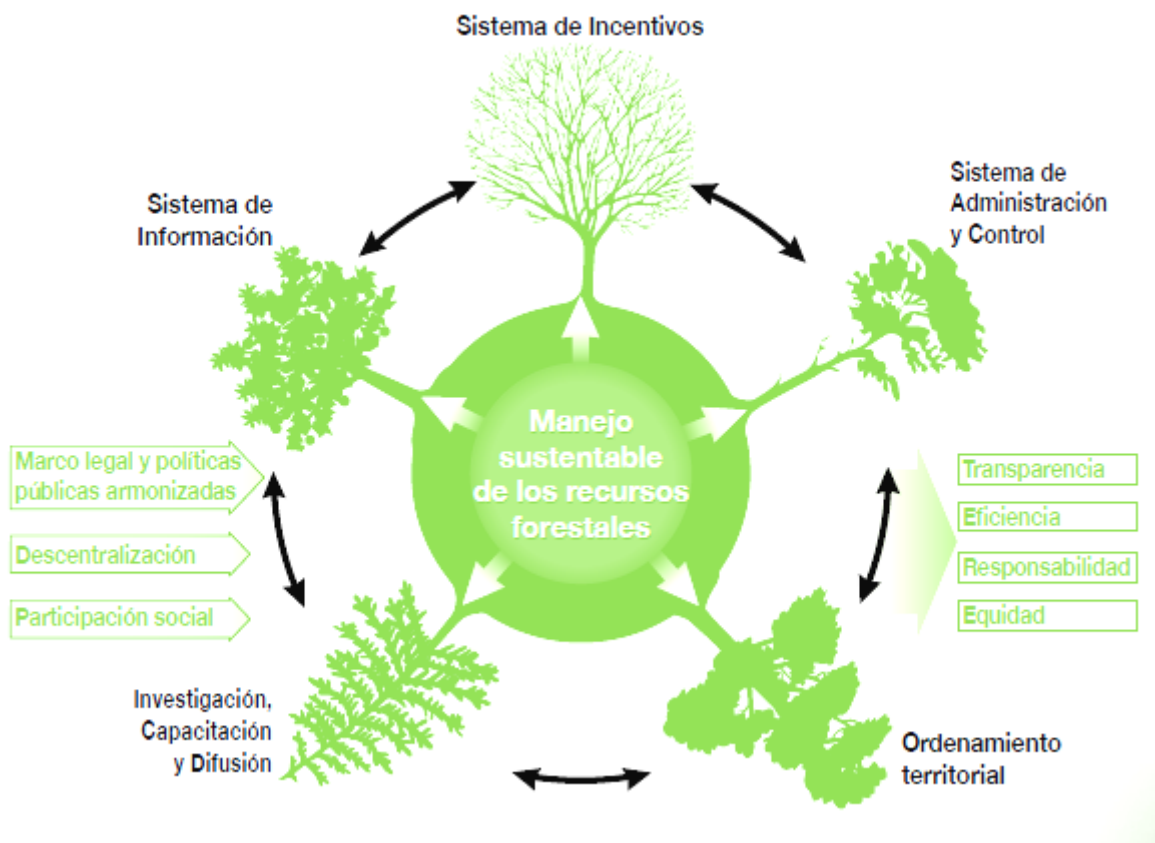 Sistema de Incentivos
Sistema de
Administración
y Control
Sistema de
Información
Manejo
sustentable
de los recursos
forestales
Marco legal y políticas
públicas armonizadas
Descentralización
Participación social
Transparencia
Eficiencia
Responsabilidad
Equidad
Investigación,
Capacitación
y Difusión
Ordenamiento
territorial